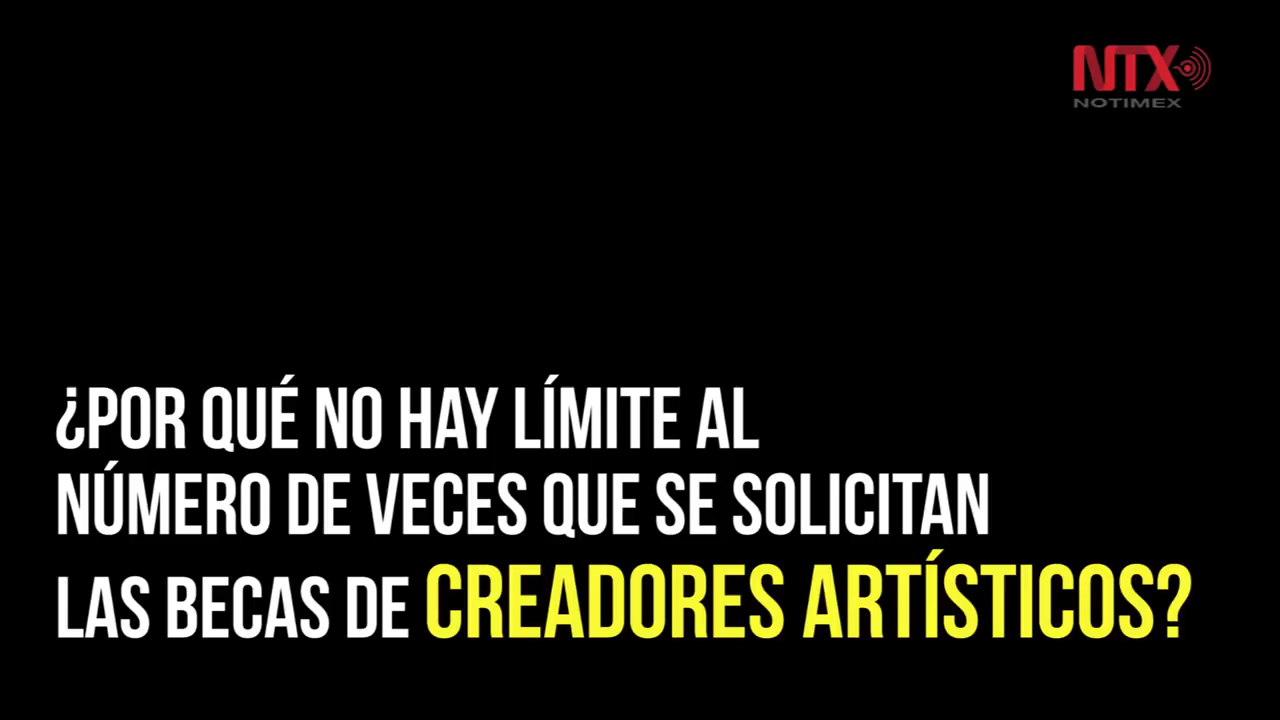 NTX
NOTIMEX
¿POR QUÉ NO HAY LÍMITE AL
NÚMERO DE VECES QUE SE SOLICITAN
LAS BECAS DE CREADORES ARTÍSTICOS?